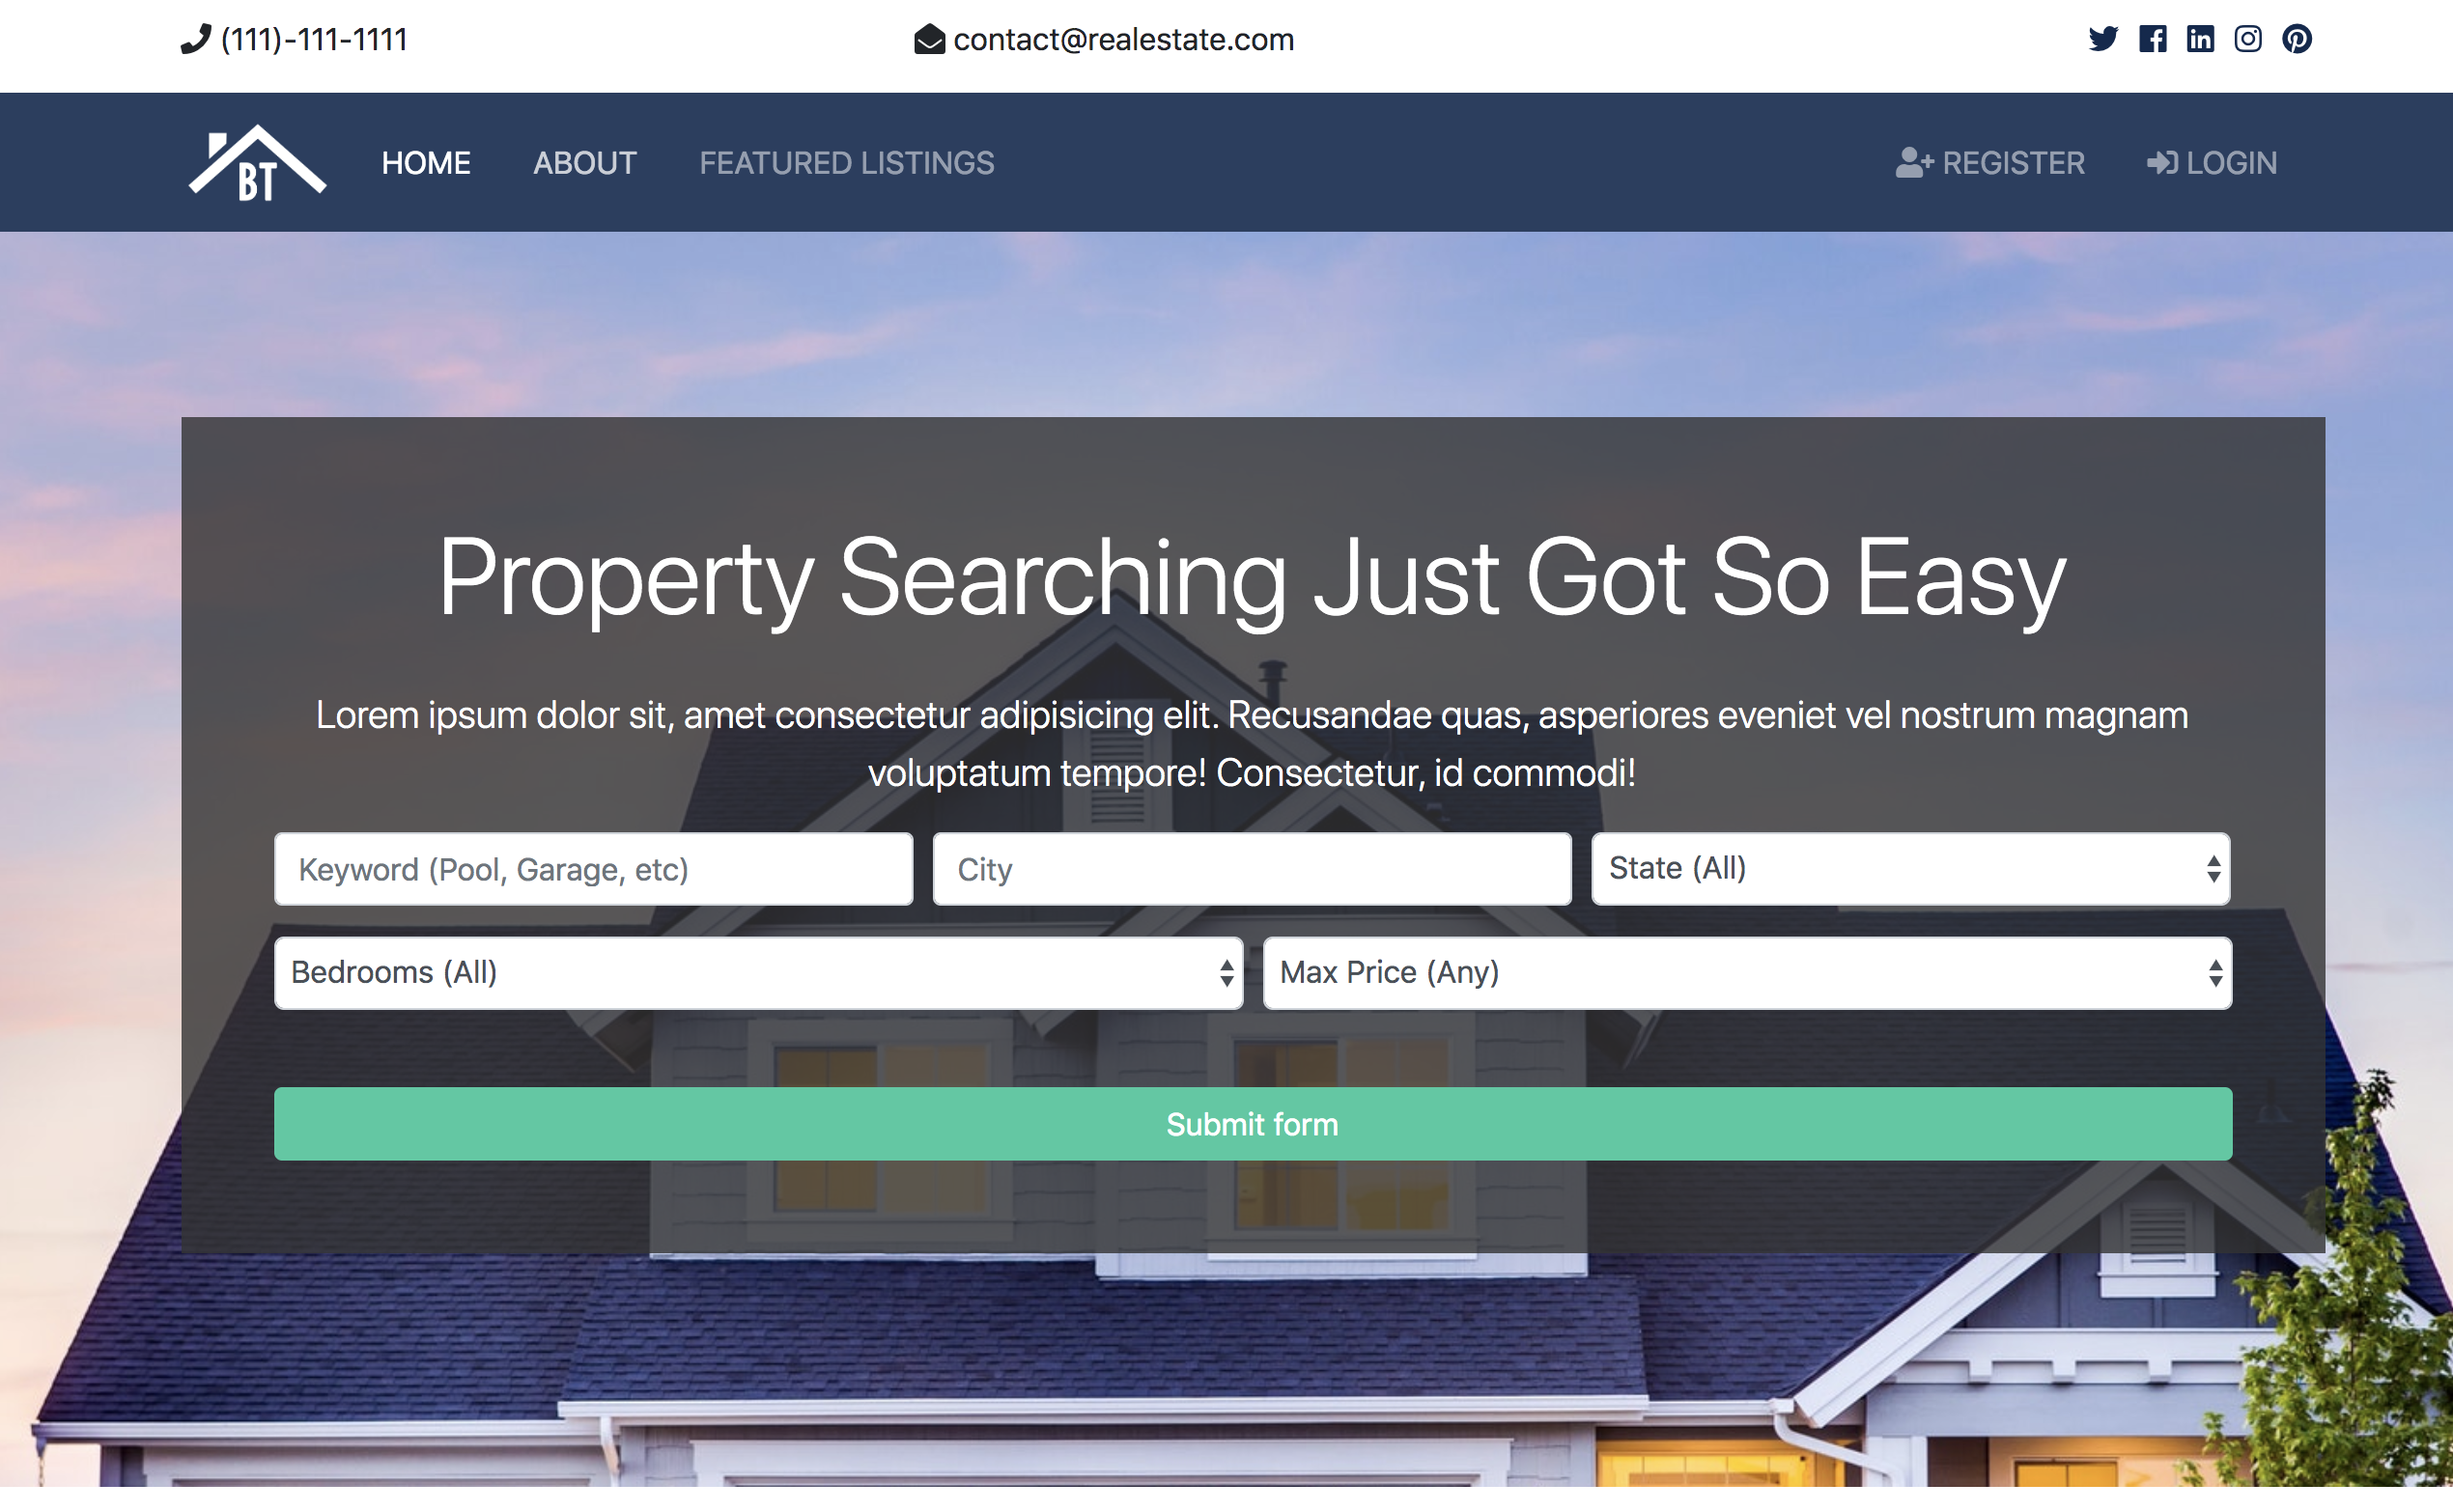 (111)-111-1111
contact@realestate.com
BT
HOME
ABOUT
FEATURED LISTINGS
REGISTER
LOGIN
Property Searching Just Got So Easy
Lorem ipsum dolor sit, amet consectetur adipisicing elit. Recusandae quas, asperiores eveniet vel nostrum magnam
voluptatum tempore! Consectetur, id commodi!
Keyword (Pool, Garage, etc)
City
State (All)
Bedrooms (All)
Max Price (Any)
Submit form